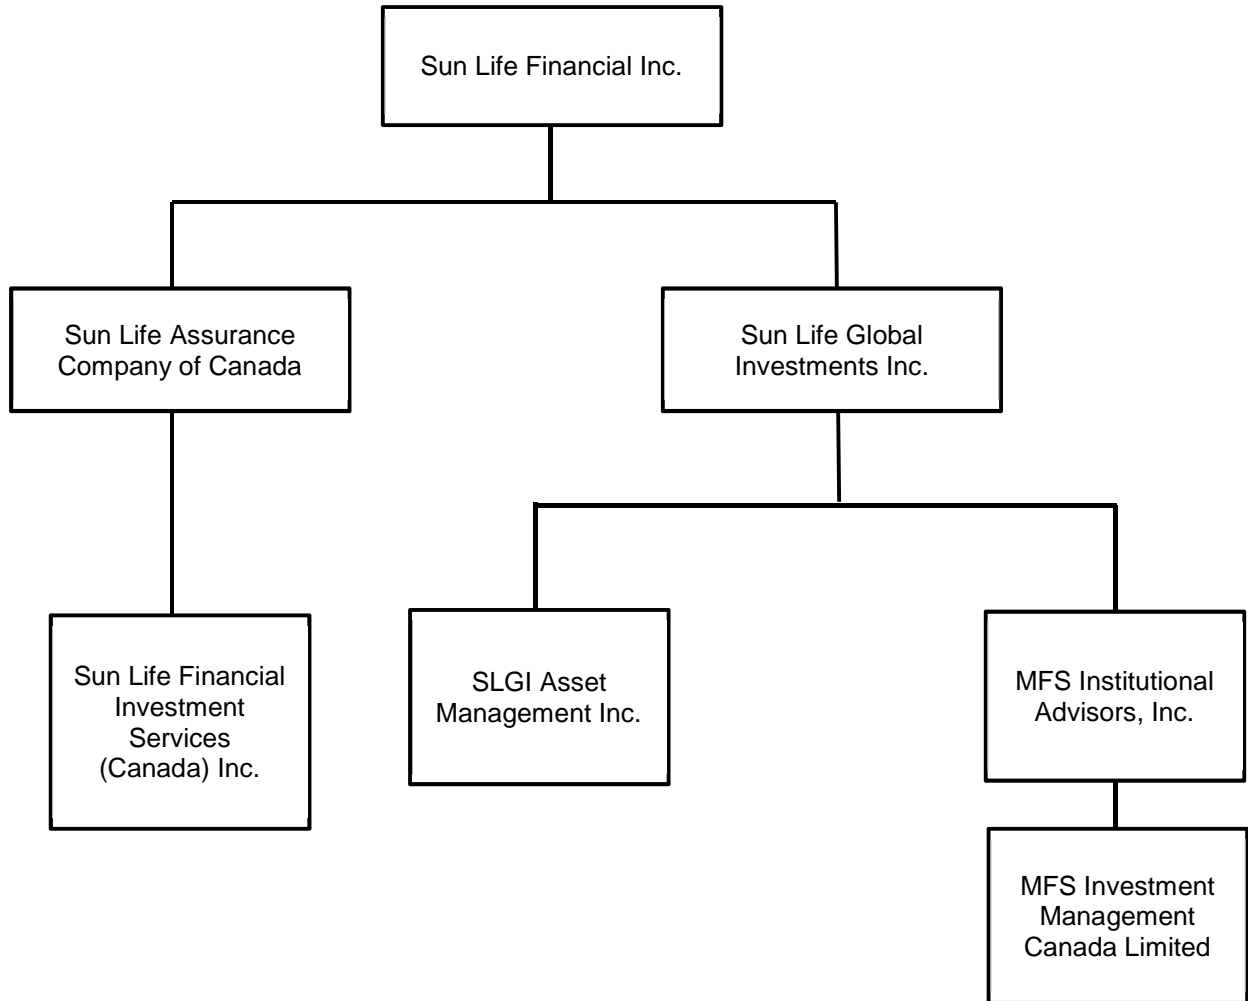 Sun Life Financial Inc.
Sun Life Assurance
Company of Canada
Sun Life Global
Investments Inc.
Sun Life Financial
Investment
Services
(Canada) Inc.
SLGI Asset
Management Inc.
MFS Institutional
Advisors, Inc.
MFS Investment
Management
Canada Limited